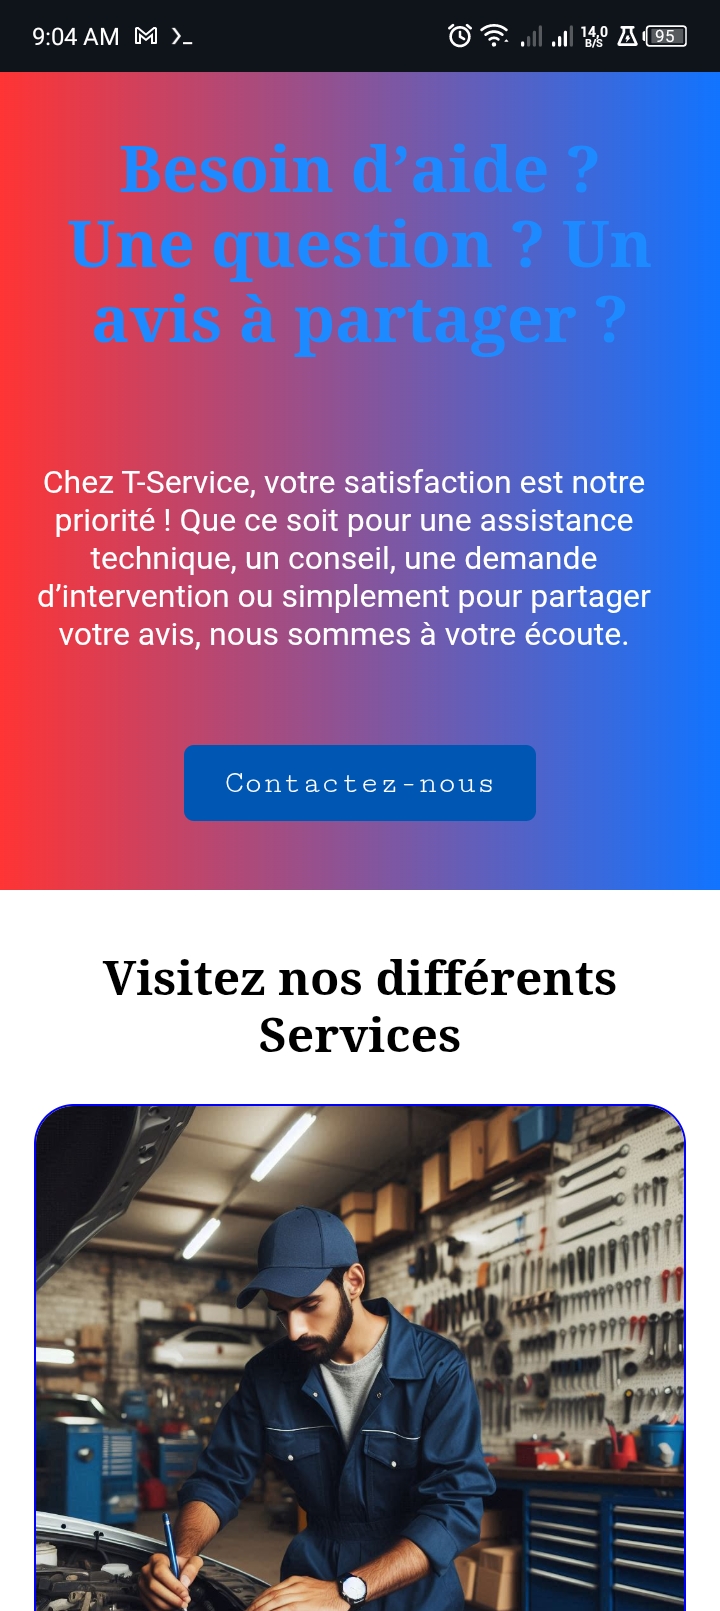 9:04 AM
14,0
B/S
95
Besoin d’aide ?
Une question ? Un
avis à partager ?
Chez T-Service, votre satisfaction est notre
priorité ! Que ce soit pour une assistance
technique, un conseil, une demande
d’intervention ou simplement pour partager
votre avis, nous sommes à votre écoute.
Contactez-nous
Visitez nos différents
Services